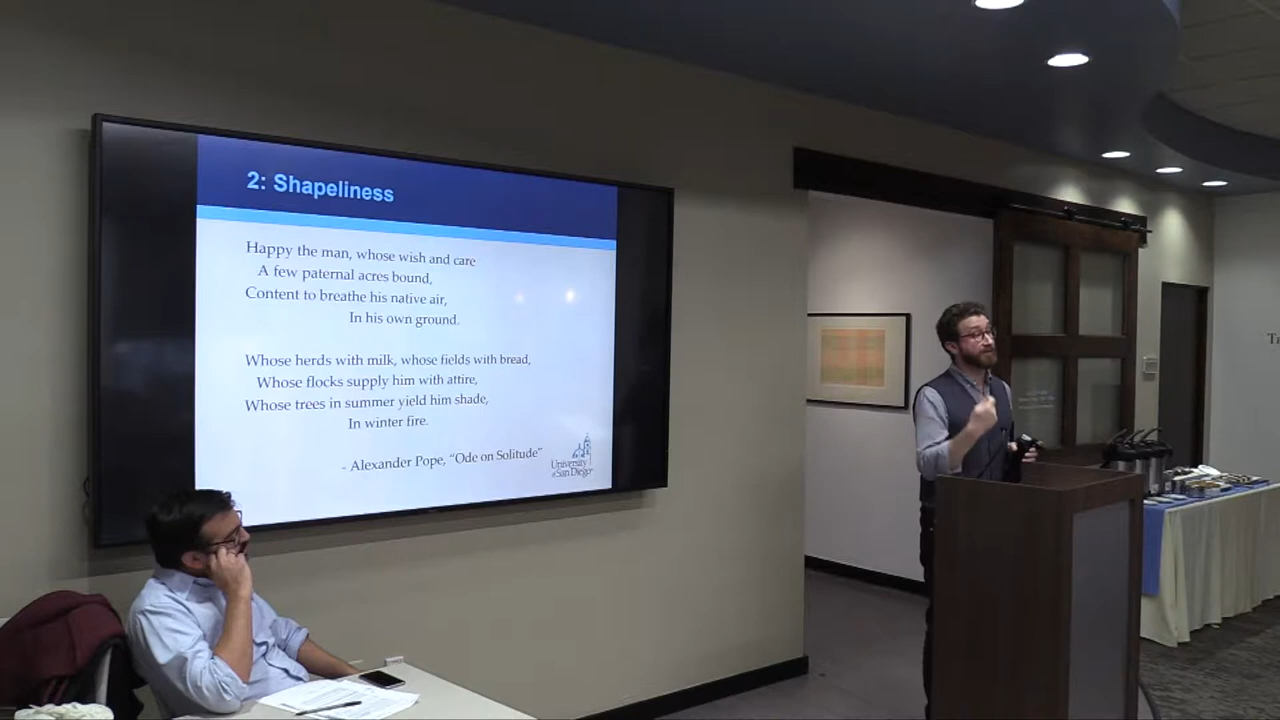 2: Shapeliness
Happy the man, whose wish and care
A few paternal acres bound,
Content to breathe his native air,
In his own ground.
Whose herds with milk, whose fields with bread,
Whose flocks supply him with attire,
Whose trees in summer yield him shade,
In winter fire.
- Alexander Pope, "Ode on Solitude"
University
of San Diego